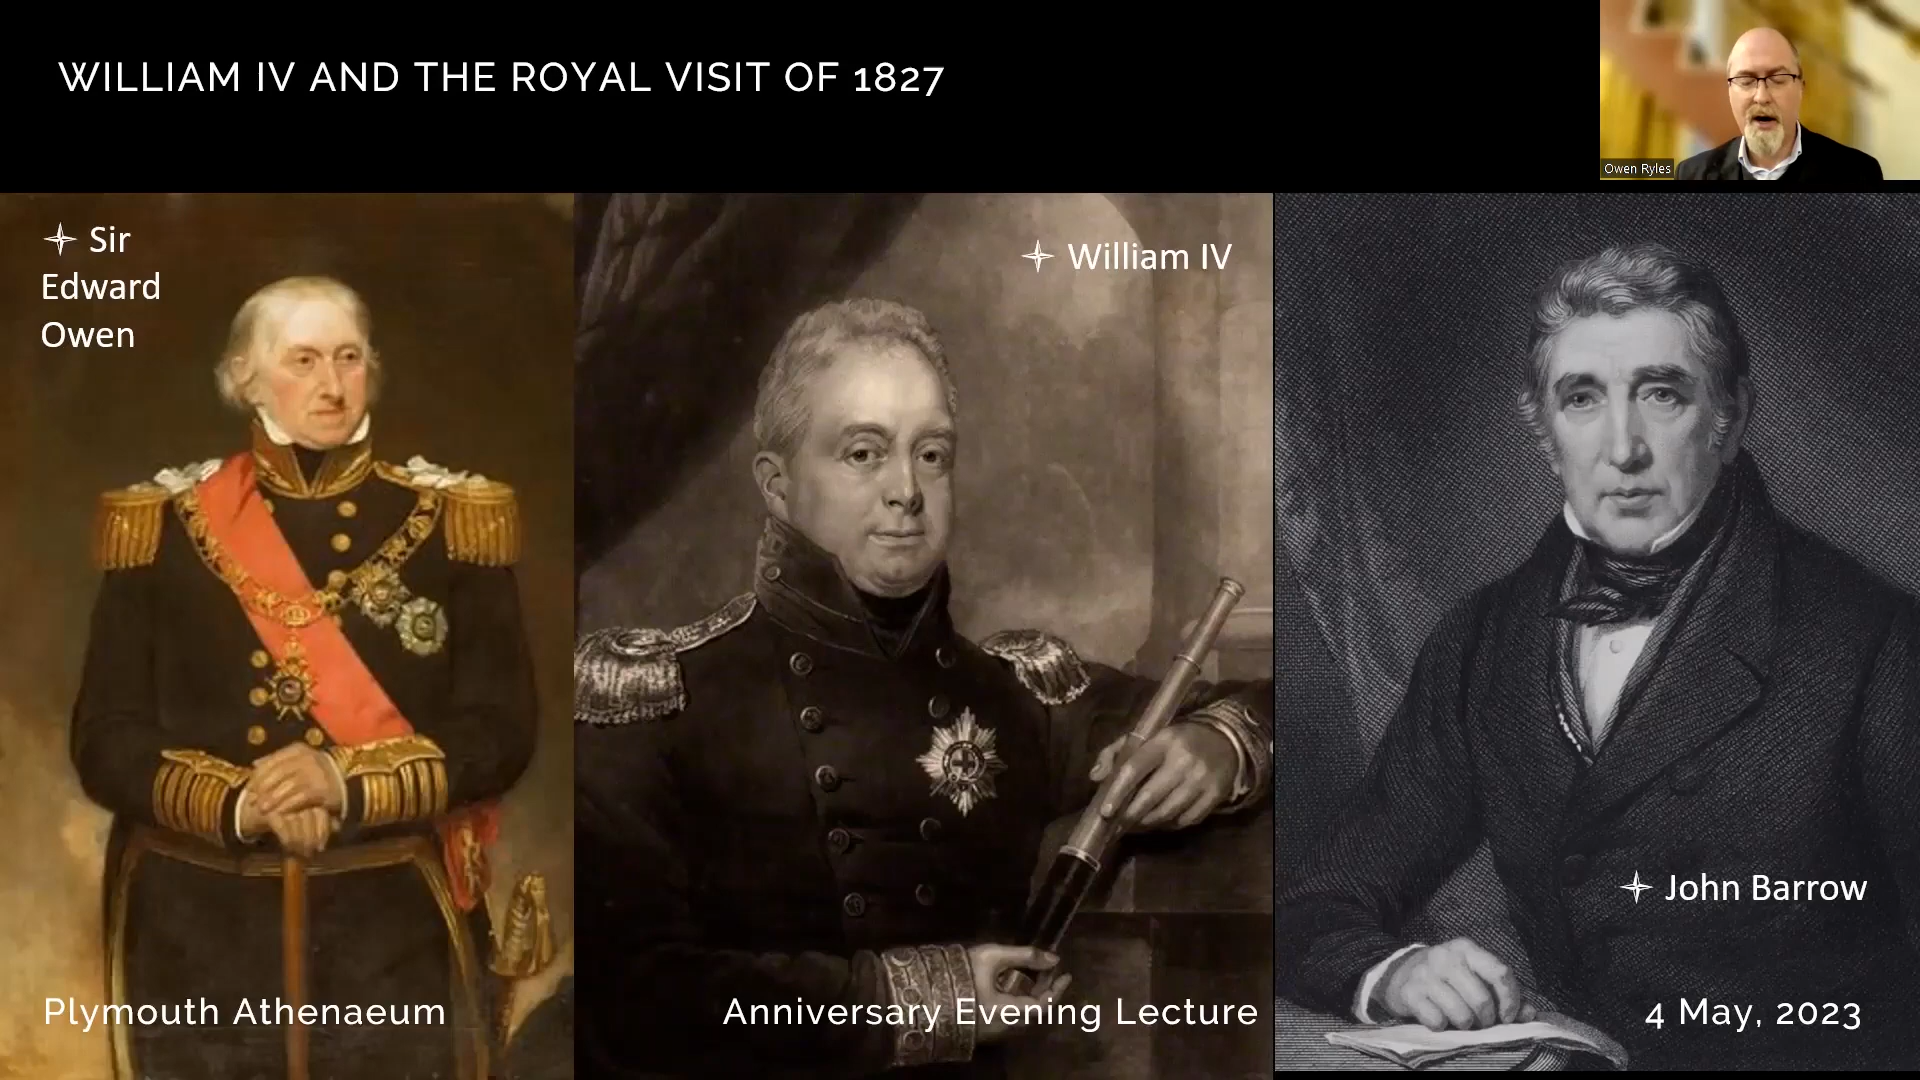 WILLIAM IV AND THE ROYAL VISIT OF 1827
Owen Ryles
Sir
Edward
Owen
William IV
John Barrow
Plymouth Athenaeum
Anniversary Evening Lecture
4 May, 2023